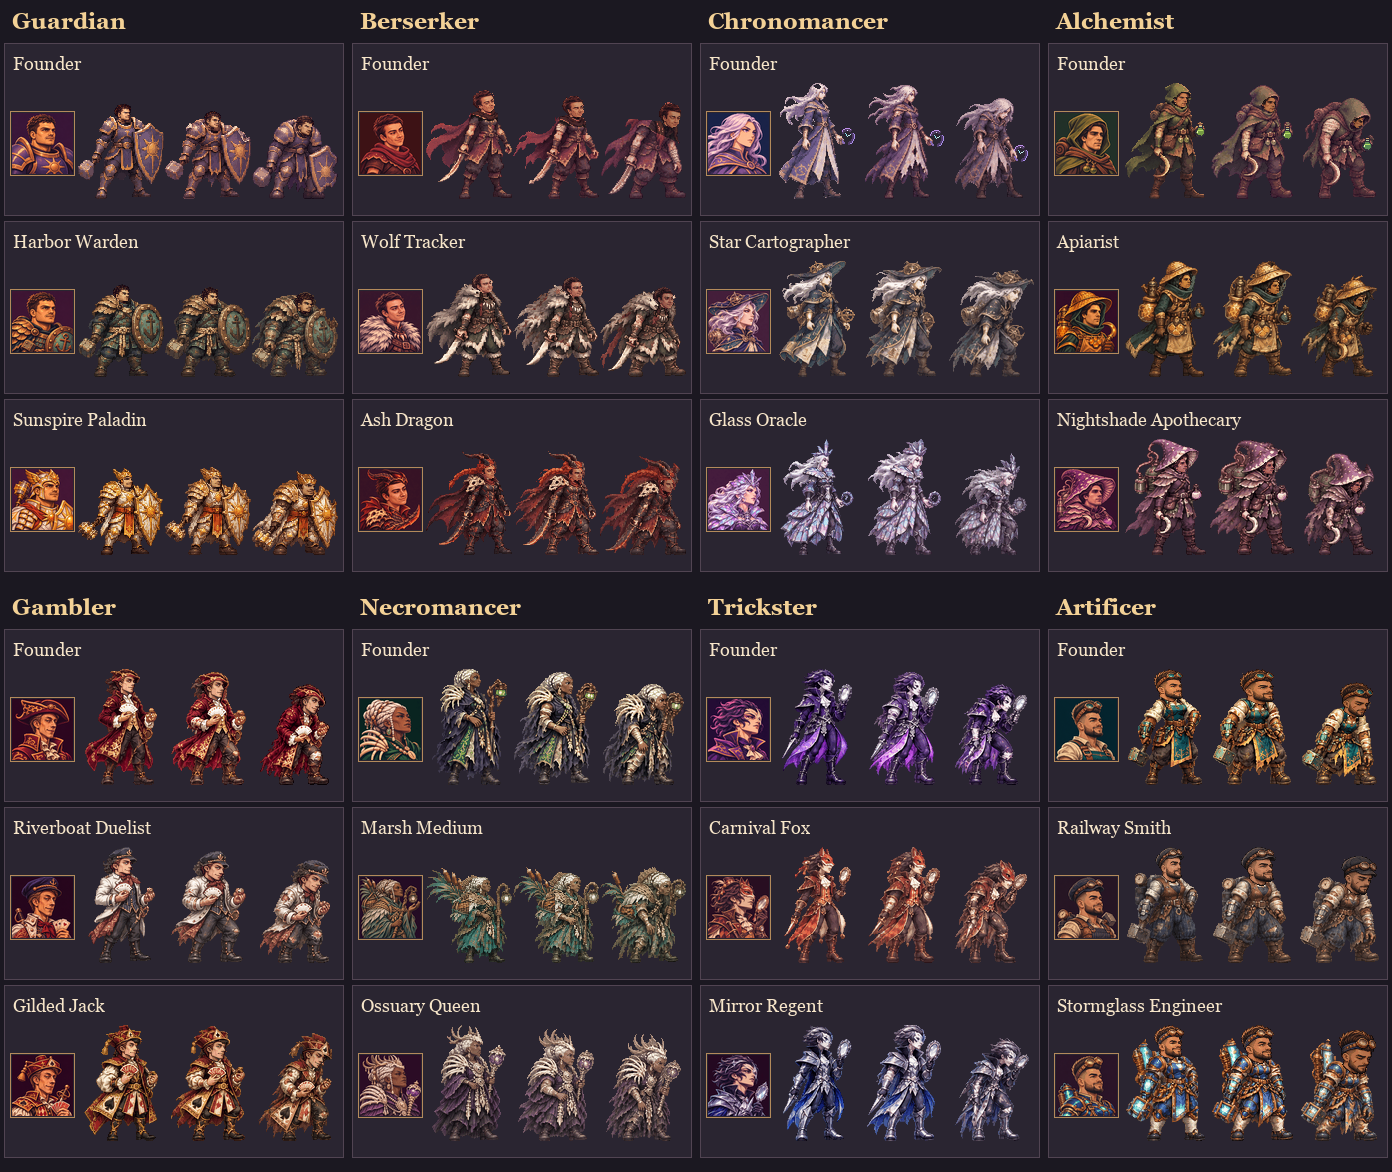 Guardian
Berserker
Chronomancer
Alchemist
Founder
Founder
Founder
Founder
Harbor Warden
Wolf Tracker
Star Cartographer
Apiarist
Sunspire Paladin
Ash Dragon
Glass Oracle
Nightshade Apothecary
Gambler
Necromancer
Trickster
Artificer
Founder
Founder
Founder
Founder
Riverboat Duelist
Marsh Medium
Carnival Fox
Railway Smith
Gilded Jack
Ossuary Queen
Mirror Regent
Stormglass Engineer